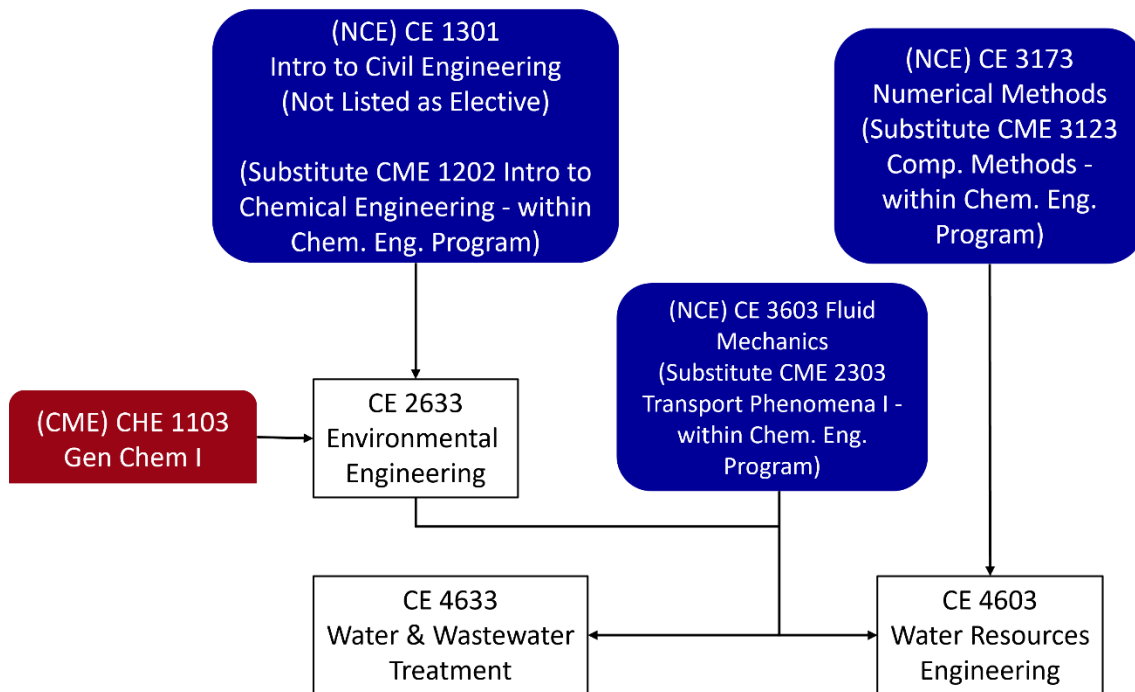 (NCE) CE 1301
Intro to Civil Engineering
(Not Listed as Elective)
(Substitute CME 1202 Intro to
Chemical Engineering - within
Chem. Eng. Program)
(NCE) CE 3173
Numerical Methods
(Substitute CME 3123
Comp. Methods -
within Chem. Eng.
Program)
(NCE) CE 3603 Fluid
Mechanics
(Substitute CME 2303
Transport Phenomena I -
within Chem. Eng.
Program)
(CME) CHE 1103
Gen Chem I
CE 2633
Environmental
Engineering
CE 4633
Water & Wastewater
Treatment
CE 4603
Water Resources
Engineering